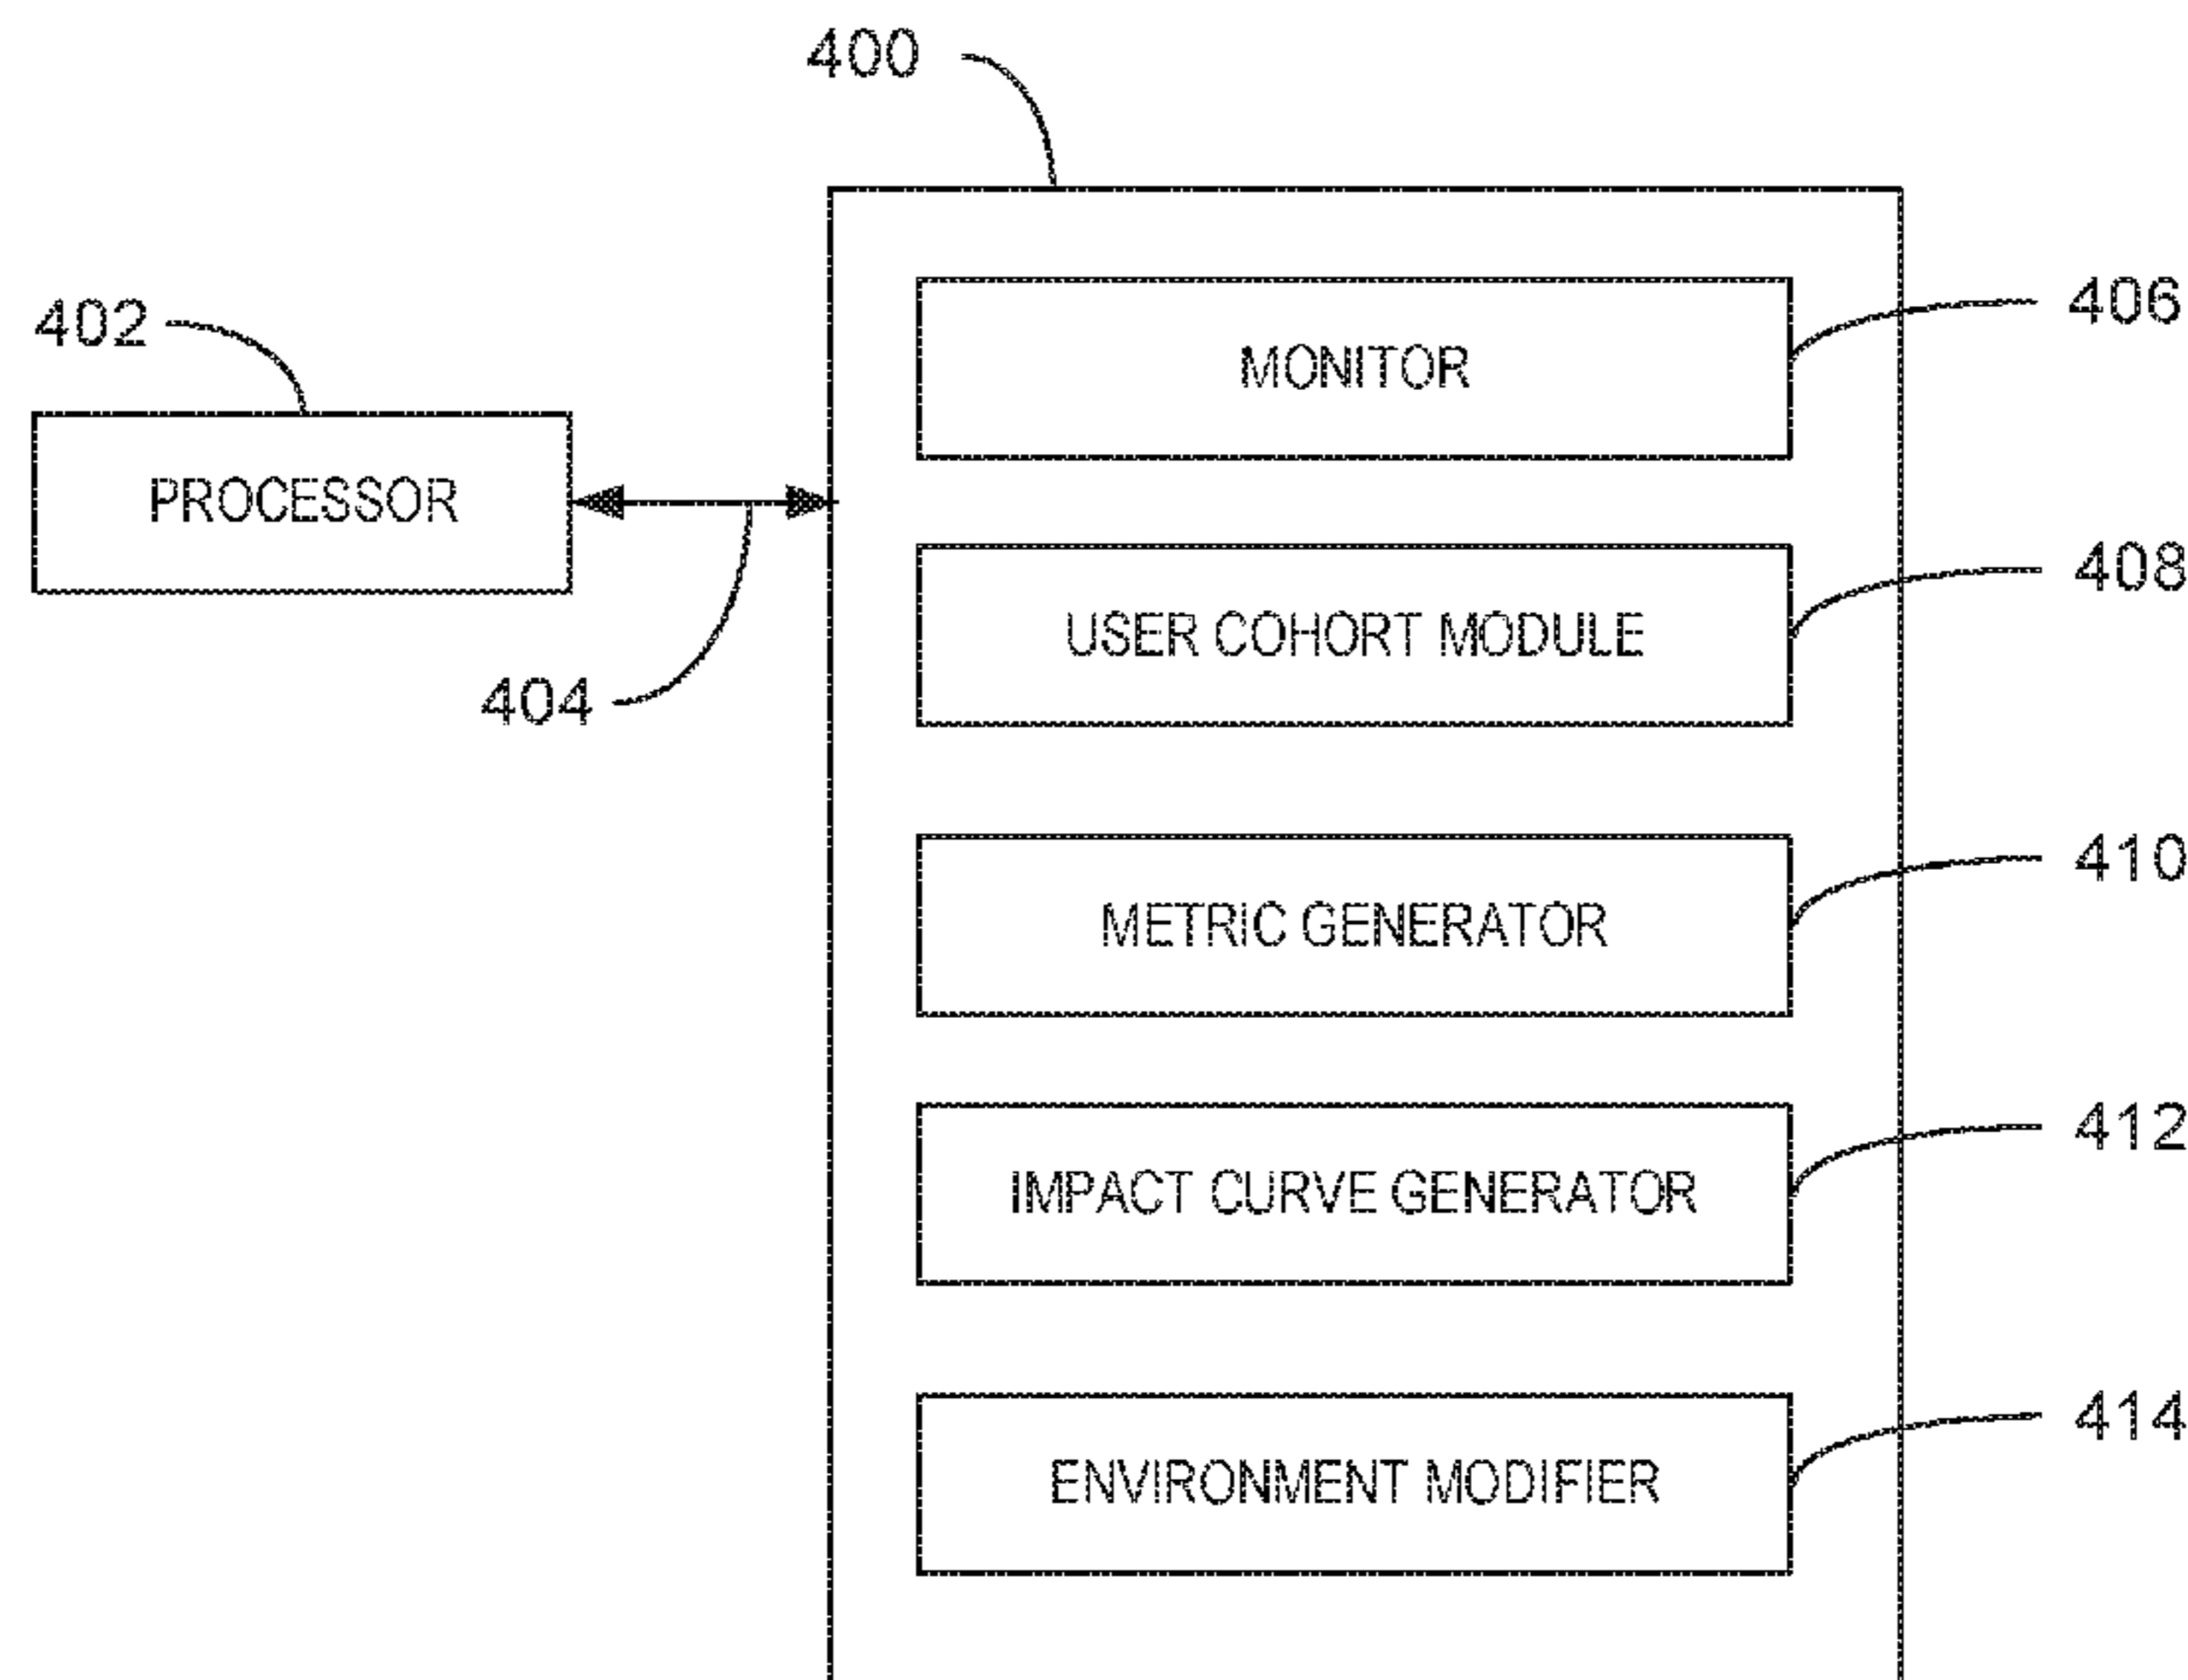 400
402
406
MONITOR
PROCESSOR
408
USER COHORT MODULE
404
410
METRIC GENERATOR
412
IMPACT CURVE GENERATOR
414
ENVIRONMENT MODIFIER